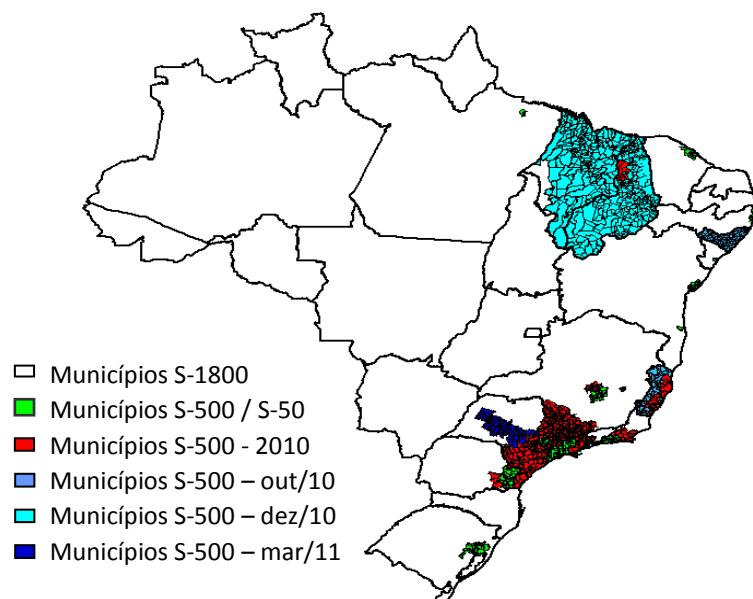 Municípios S-1800
Municípios S-500 / S-50
Municípios S-500 - 2010
Municípios S-500 – out/10
Municípios S-500 – dez/10
Municípios S-500 – mar/11